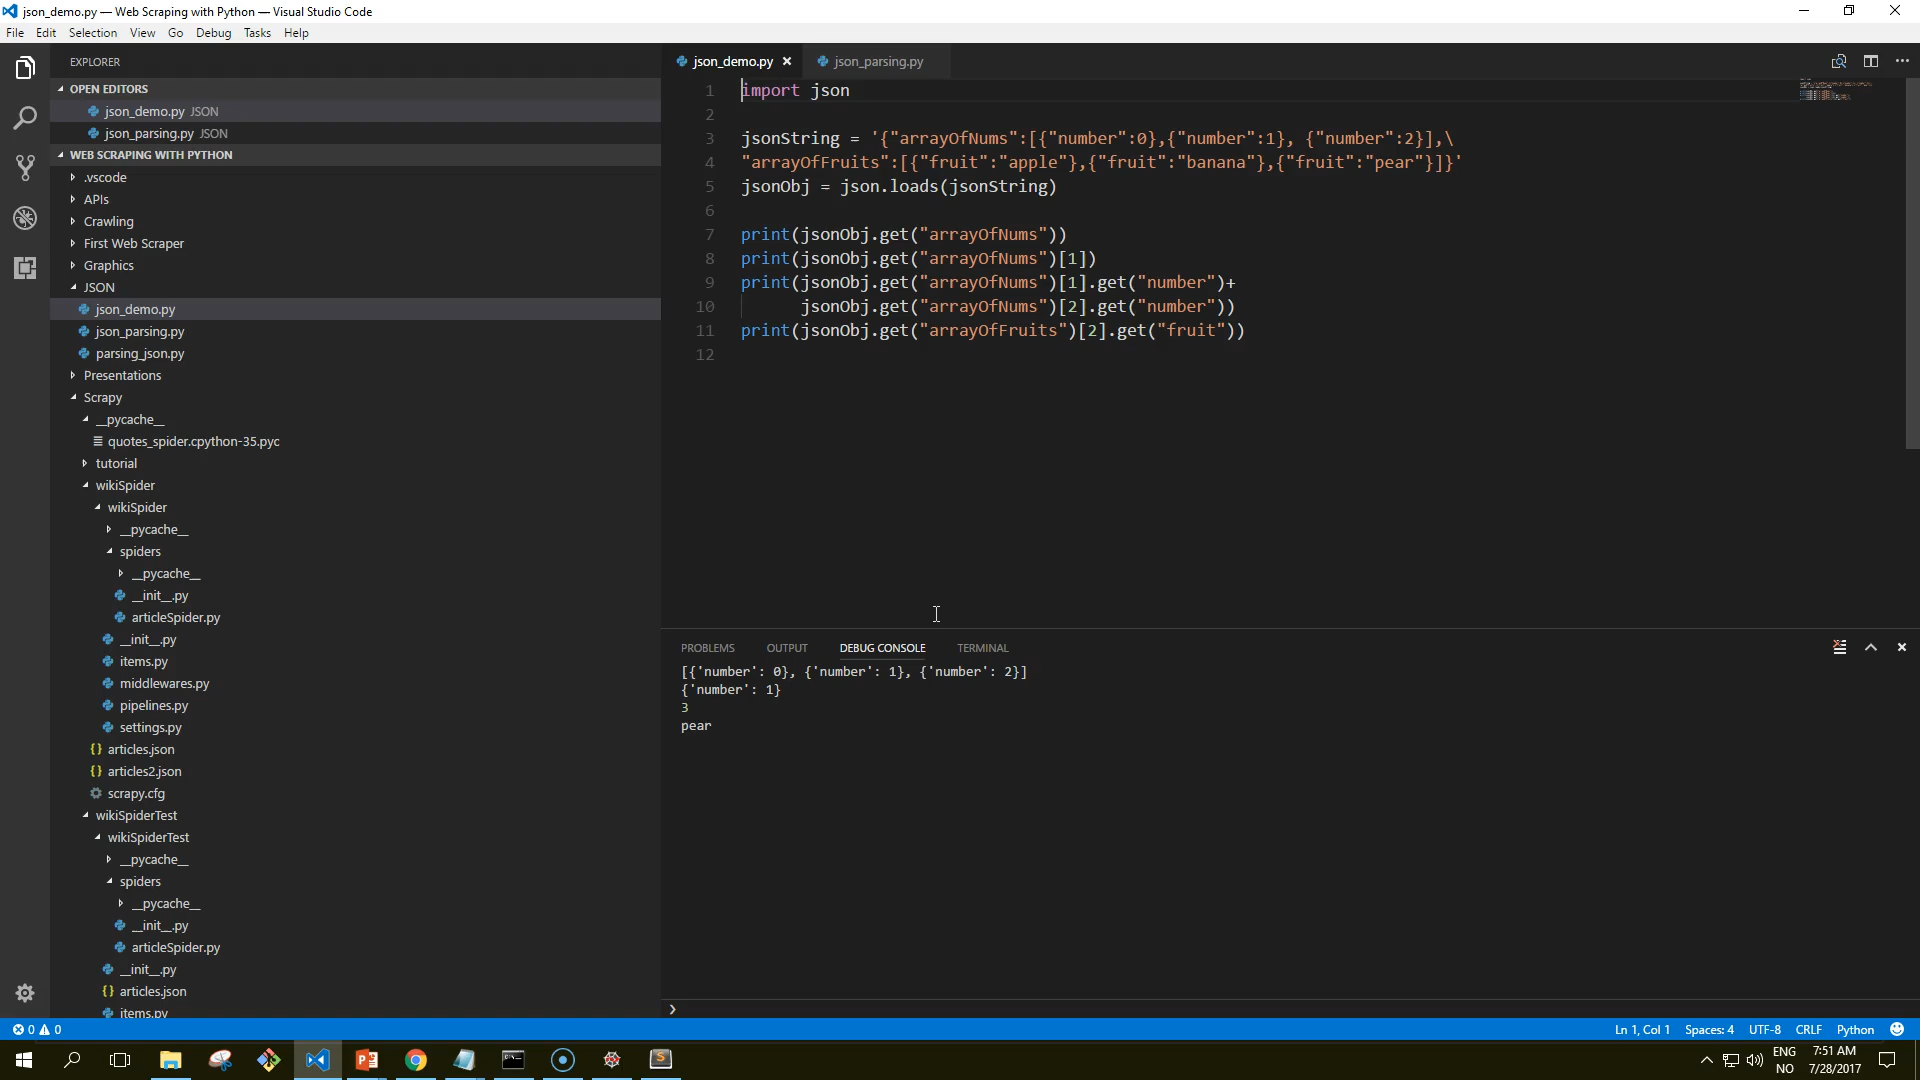 json_demo.py — Web Scraping with Python — Visual Studio Code
File Edit Selection View Go Debug Tasks Help
EXPLORER
OPEN EDITORS
json_demo.py JSON
json_parsing.py JSON
WEB SCRAPING WITH PYTHON
.vscode
APIs
Crawling
First Web Scraper
Graphics
JSON
json_demo.py
json_parsing.py
parsing_json.py
Presentations
Scrapy
__pycache__
quotes_spider.cpython-35.pyc
tutorial
wikiSpider
wikiSpider
__pycache__
spiders
__pycache__
__init__.py
articleSpider.py
__init__.py
items.py
middlewares.py
pipelines.py
settings.py
articles.json
articles2.json
scrapy.cfg
wikiSpiderTest
wikiSpiderTest
__pycache__
spiders
__pycache__
__init__.py
articleSpider.py
__init__.py
articles.json
items.py
json_demo.py json_parsing.py
1 import json
2
3 jsonString = '{"arrayOfNums":[{"number":0},{"number":1}, {"number":2}],\
4 "arrayOfFruits":[{"fruit":"apple"},{"fruit":"banana"},{"fruit":"pear"}]}'
5 jsonObj = json.loads(jsonString)
6
7 print(jsonObj.get("arrayOfNums"))
8 print(jsonObj.get("arrayOfNums")[1])
9 print(jsonObj.get("arrayOfNums")[1].get("number")+
10 jsonObj.get("arrayOfNums")[2].get("number"))
11 print(jsonObj.get("arrayOfFruits")[2].get("fruit"))
12
PROBLEMS OUTPUT DEBUG CONSOLE TERMINAL
[{'number': 0}, {'number': 1}, {'number': 2}]
{'number': 1}
3
pear
0 0 Ln 1, Col 1 Spaces: 4 UTF-8 CRLF Python
ENG 7:51 AM
NO 7/28/2017